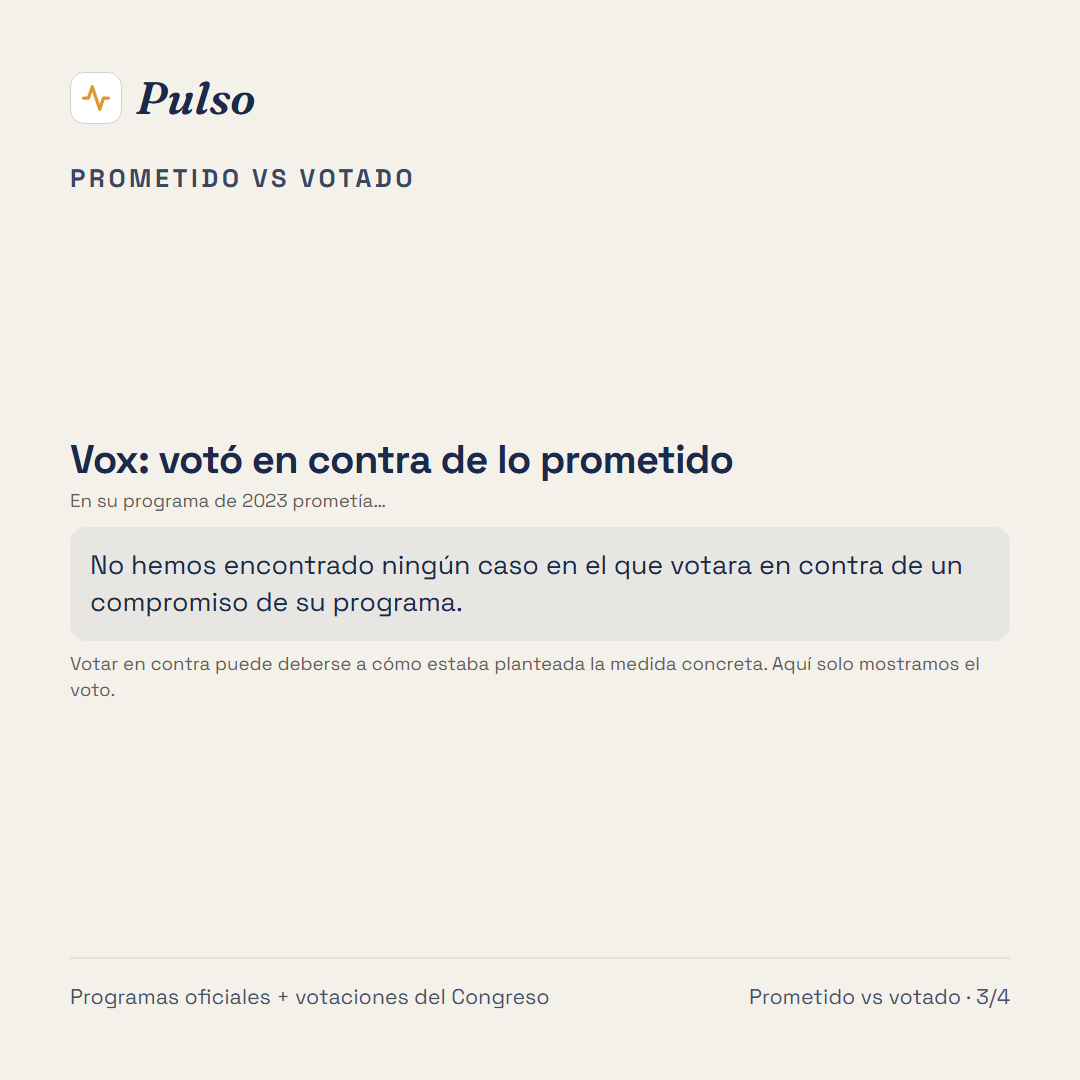 Pulso
PROMETIDO VS VOTADO
Vox: votó en contra de lo prometido
En su programa de 2023 prometía…
No hemos encontrado ningún caso en el que votara en contra de un
compromiso de su programa.
Votar en contra puede deberse a cómo estaba planteada la medida concreta. Aquí solo mostramos el
voto.
Programas oficiales + votaciones del Congreso
Prometido vs votado · 3/4